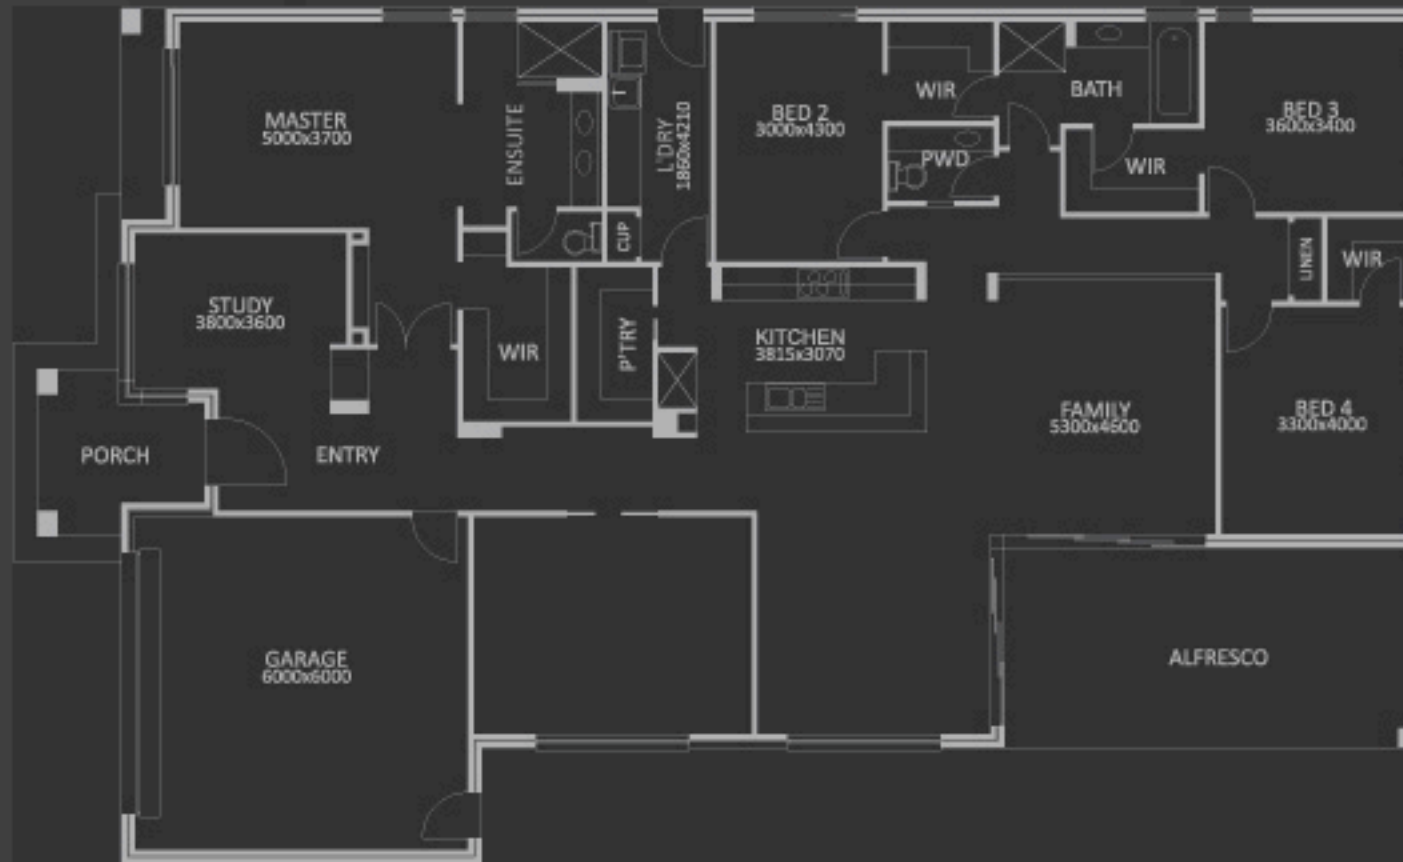 MASTER
5000x3700
ENSUITE
L'DRY
1860x4210
BED 2
3000x4300
WIR
BATH
BED 3
3600x3400
PWD
WIR
CUP
LINEN
WIR
STUDY
3800x3600
WIR
P'TRY
KITCHEN
3815x3070
FAMILY
5300x4600
BED 4
3300x4000
PORCH
ENTRY
GARAGE
6000x6000
ALFRESCO